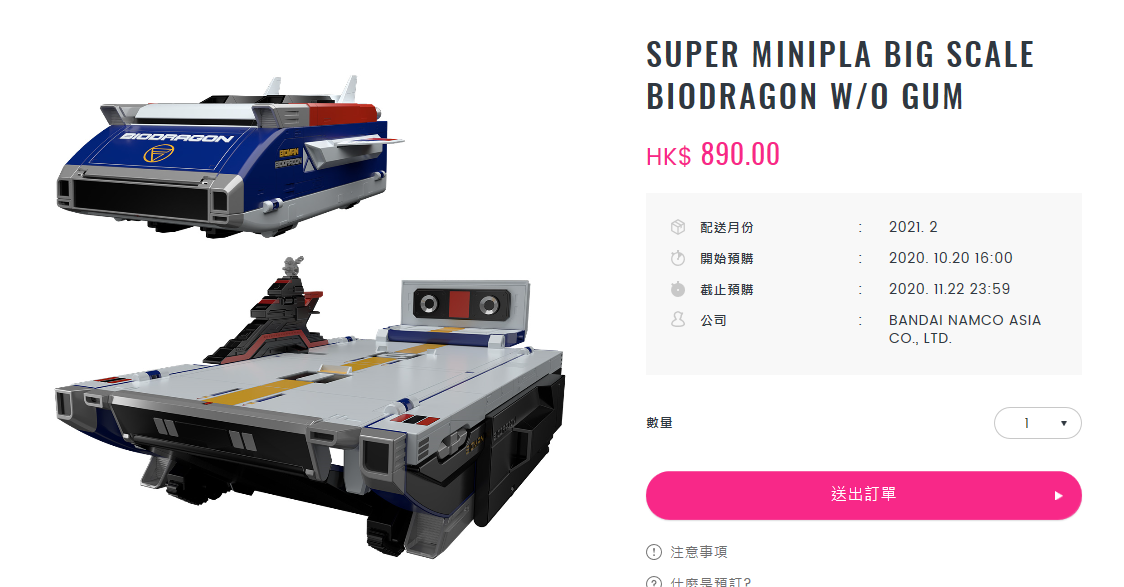 SUPER MINIPLA BIG SCALE
BIODRAGON W/O GUM
HK$ 890.00
配送月份 : 2021. 2
開始預購 : 2020. 10.20 16:00
截止預購 : 2020. 11.22 23:59
公司 : BANDAI NAMCO ASIA
CO., LTD.
數量 1
送出訂單
注意事項
什麼是預訂?
BIODRAGON
BIOMAN
BIODRAGON